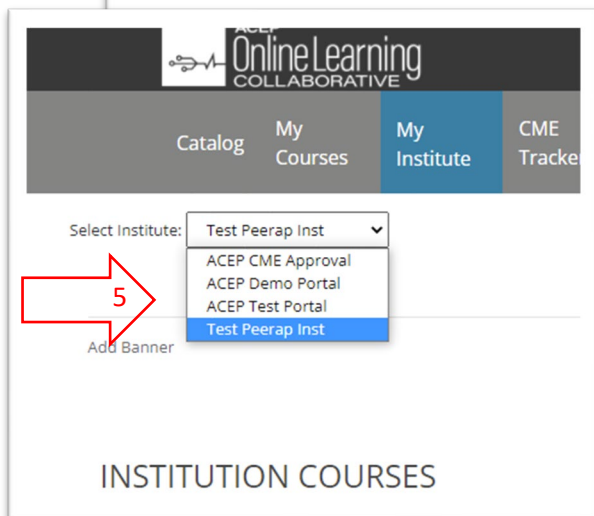 ACEP
Online Learning
COLLABORATIVE
Catalog
My
Courses
My
Institute
CME
Tracke
Select Institute: Test Peerap Inst
ACEP CME Approval
ACEP Demo Portal
ACEP Test Portal
Test Peerap Inst
5
Add Banner
INSTITUTION COURSES